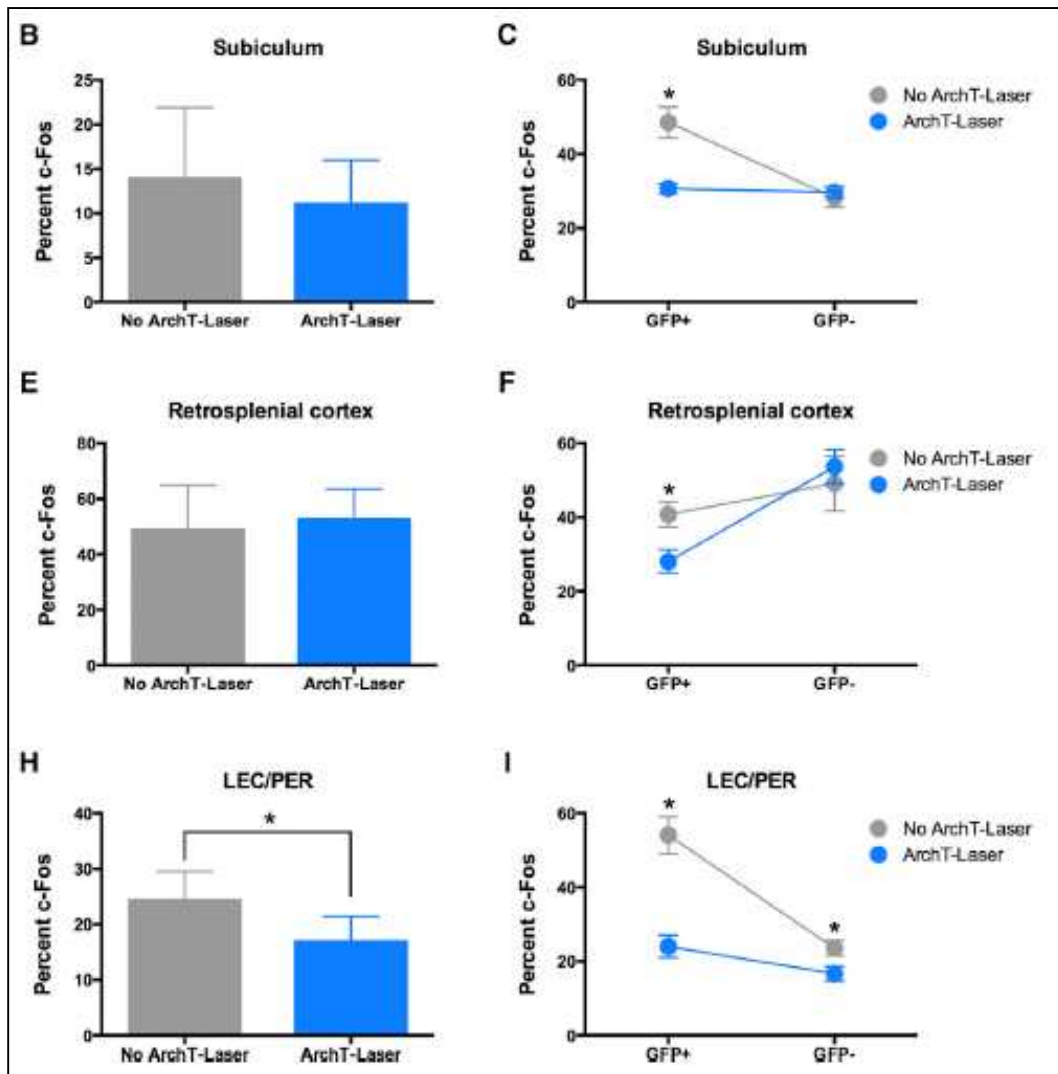 B
Subiculum
Percent c-Fos
25
20
15
10
5
0
No ArchT-Laser ArchT-Laser
C
Subiculum
Percent c-Fos
60
40
20
0
*
GFP+ GFP-
No ArchT-Laser
ArchT-Laser
E
Retrosplenial cortex
Percent c-Fos
80
60
40
20
0
No ArchT-Laser ArchT-Laser
F
Retrosplenial cortex
Percent c-Fos
60
40
20
0
*
GFP+ GFP-
No ArchT-Laser
ArchT-Laser
H
LEC/PER
Percent c-Fos
40
30
20
10
0
*
No ArchT-Laser ArchT-Laser
I
LEC/PER
Percent c-Fos
60
40
20
0
*
*
GFP+ GFP-
No ArchT-Laser
ArchT-Laser